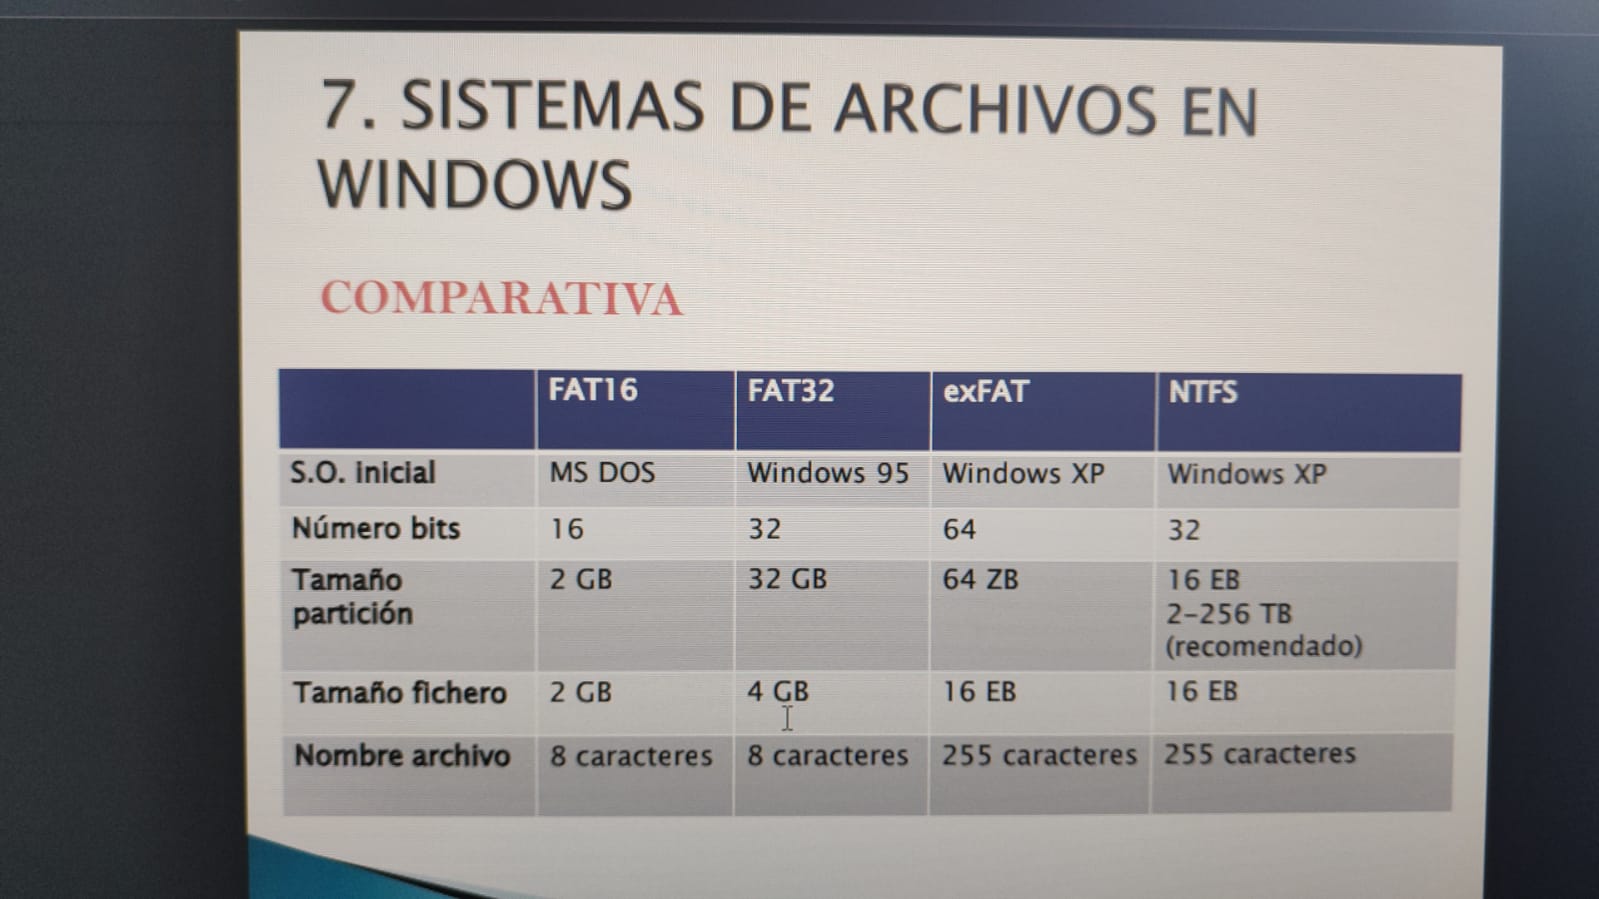 7. SISTEMAS DE ARCHIVOS EN
WINDOWS
COMPARATIVA
FAT16 FAT32 exFAT NTFS
S.O. inicial MS DOS Windows 95 Windows XP Windows XP
Número bits 16 32 64 32
Tamaño partición 2 GB 32 GB 64 ZB 16 EB
2-256 TB
(recomendado)
Tamaño fichero 2 GB 4 GB 16 EB 16 EB
Nombre archivo 8 caracteres 8 caracteres 255 caracteres 255 caracteres